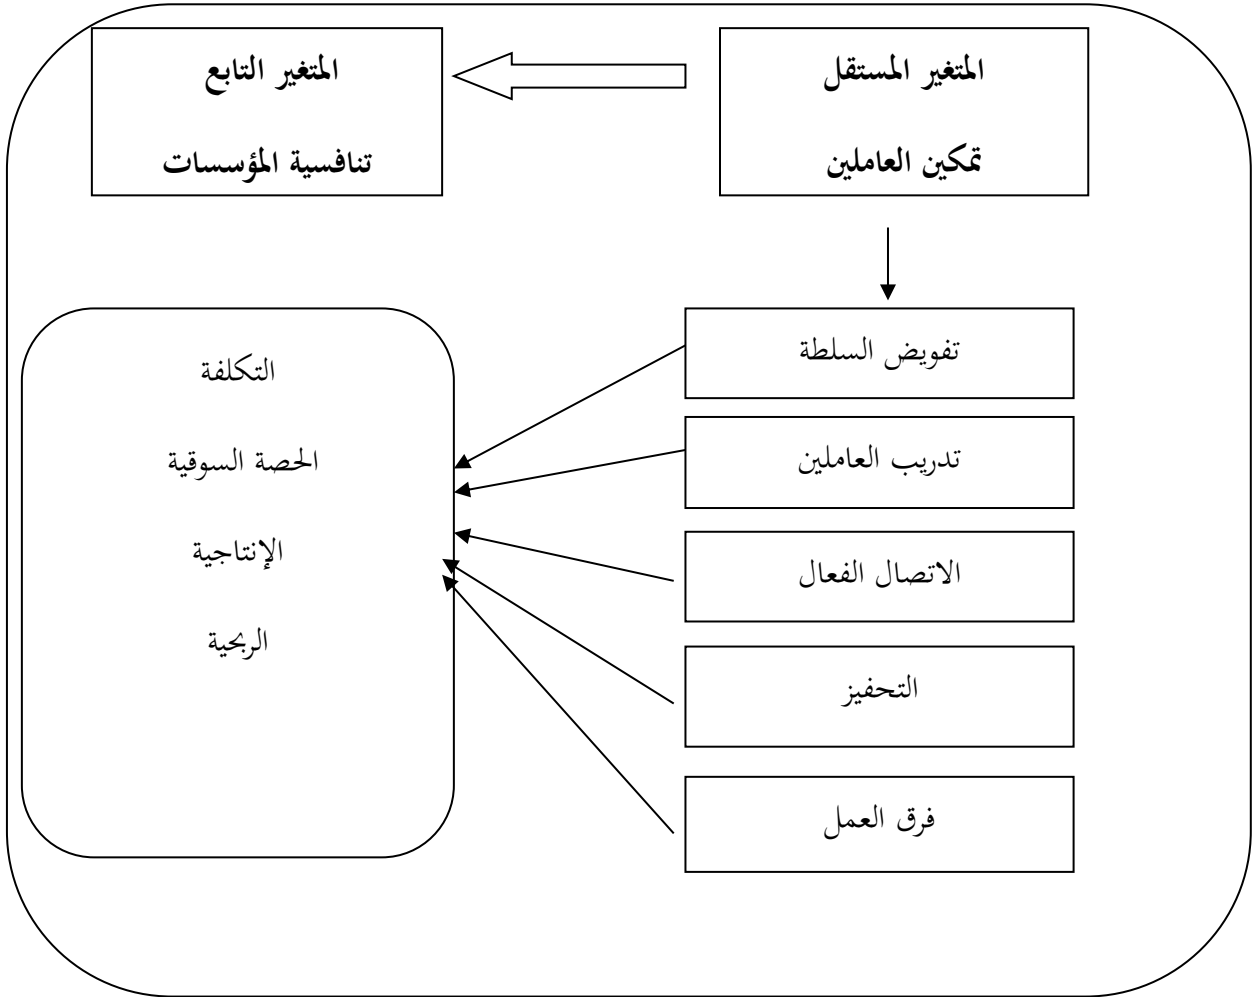 المتغير المستقل
تمكين العاملين
المتغير التابع
تنافسية المؤسسات
تفويض السلطة
تدريب العاملين
الاتصال الفعال
التحفيز
فرق العمل
التكلفة
الحصة السوقية
الإنتاجية
الربحية